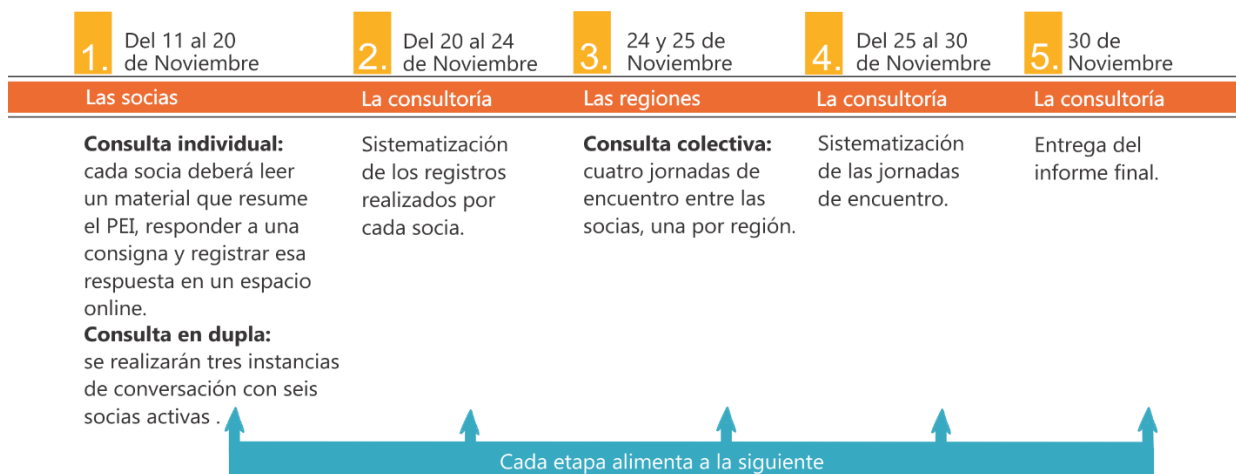 1.
Del 11 al 20
de Noviembre
Las socias
Consulta individual:
cada socia deberá leer
un material que resume
el PEI, responder a una
consigna y registrar esa
respuesta en un espacio
online.
Consulta en dupla:
se realizarán tres instancias
de conversación con seis
socias activas .
2.
Del 20 al 24
de Noviembre
La consultoría
Sistematización
de los registros
realizados por
cada socia.
3.
24 y 25 de
Noviembre
Las regiones
Consulta colectiva:
cuatro jornadas de
encuentro entre las
socias, una por región.
4.
Del 25 al 30
de Noviembre
La consultoría
Sistematización
de las jornadas
de encuentro.
5.
30 de
Noviembre
La consultoría
Entrega del
informe final.
Cada etapa alimenta a la siguiente